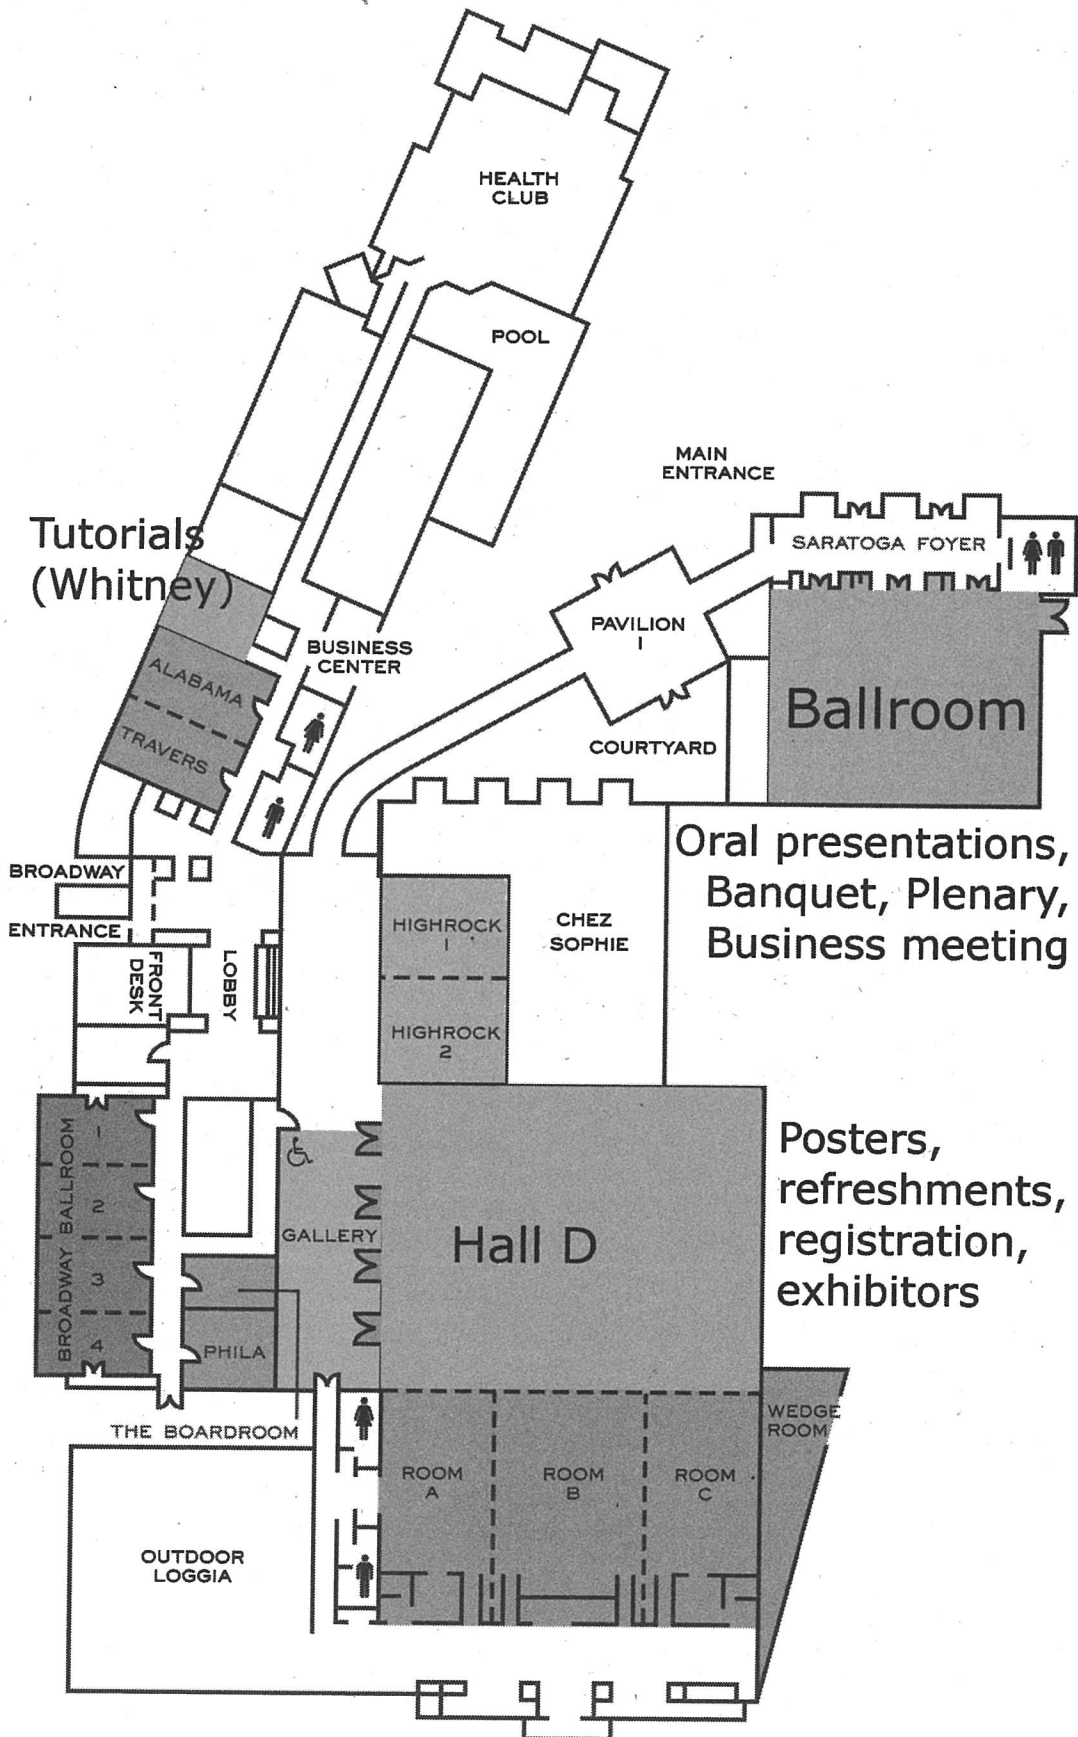 HEALTH
CLUB
POOL
MAIN
ENTRANCE
Tutorials
(Whitney)
SARATOGA FOYER
PAVILION
1
BUSINESS
CENTER
ALABAMA
TRAVERS
Ballroom
COURTYARD
Oral presentations,
Banquet, Plenary,
Business meeting
BROADWAY
ENTRANCE
FRONT
DESK
LOBBY
HIGHROCK
1
HIGHROCK
2
CHEZ
SOPHIE
BROADWAY BALLROOM
1
2
3
4
GALLERY
Hall D
Posters,
refreshments,
registration,
exhibitors
PHILA
THE BOARDROOM
WEDGE
ROOM
ROOM
A
ROOM
B
ROOM
C
OUTDOOR
LOGGIA